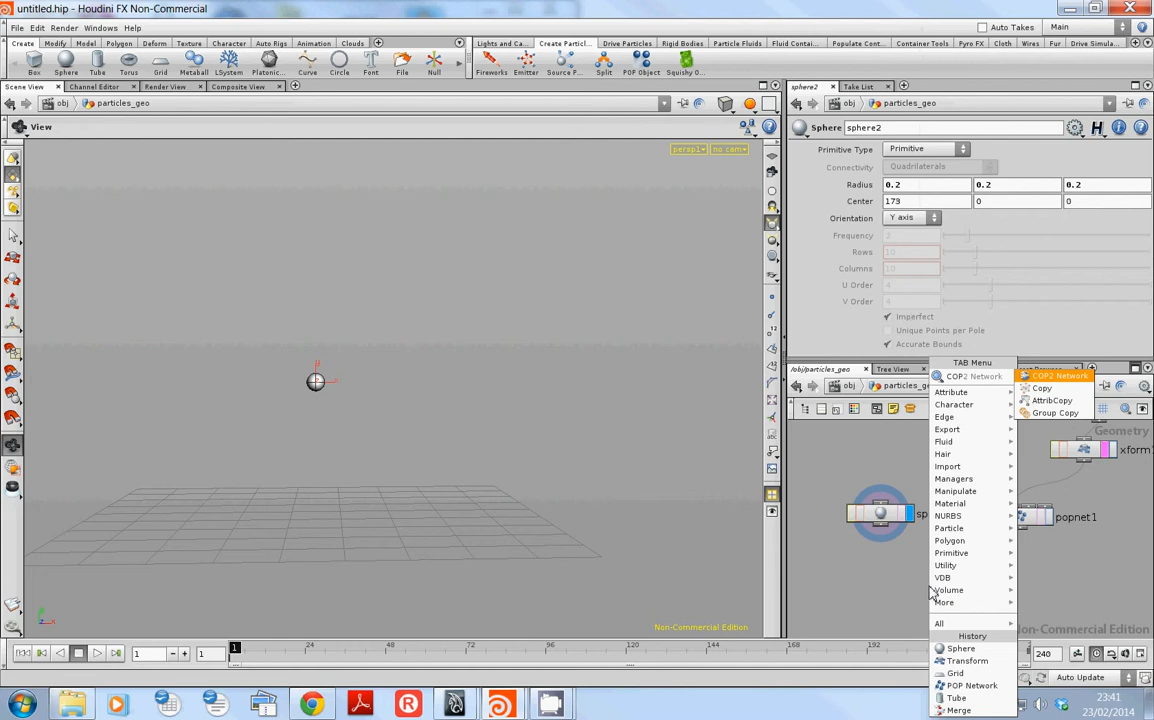 untitled.hip - Houdini FX Non-Commercial
File Edit Render Windows Help
Auto Takes Main
Create Modify Model Polygon Deform Texture Character Auto Rigs Animation Clouds
Lights and Ca... Create Particl... Drive Particles Rigid Bodies Particle Fluids Fluid Contai... Populate Cont... Container Tools Pyro FX Cloth Wires Fur Drive Simula...
Box Sphere Tube Torus Grid Metaball LSystem Platonic... Curve Circle Font File Null
Fireworks Emitter Source P... Split POP Object Squishy O...
Scene View Channel Editor Render View Composite View
sphere2 Take List
obj particles_geo
obj particles_geo
View
Sphere sphere2
persp1 no cam
Primitive Type Primitive
Connectivity Quadrilaterals
Radius 0.2 0.2 0.2
Center 173 0 0
Orientation Y axis
Frequency 2
Rows 10
Columns 10
U Order 4
V Order 4
Imperfect
Unique Points per Pole
Accurate Bounds
/obj/particles_geo Tree View
obj particles_geo
TAB Menu
COP2 Network
Attribute
Character
Edge
Export
Fluid
Hair
Import
Managers
Manipulate
Material
NURBS
Particle
Polygon
Primitive
Utility
VDB
Volume
More
All
History
Sphere
Transform
Grid
POP Network
Tube
Merge
COP2 Network
Copy
AttribCopy
Group Copy
Geometry
xform1
sp
popnet1
Non-Commercial Edition
Non-Commercial Edition
1 1 1 24 48 72 96 120 144 168 192 240
Auto Update
23:41
23/02/2014